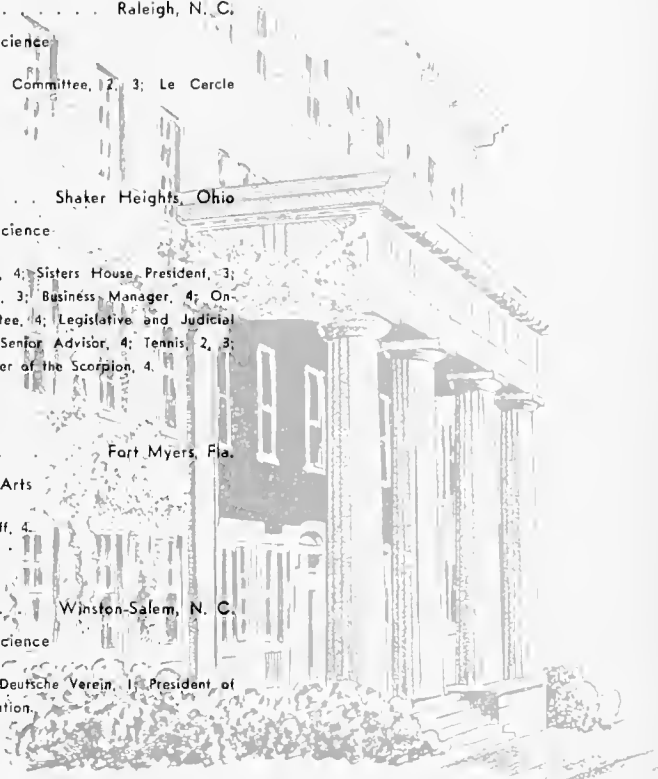 . . . . . . Raleigh, N. C.
cience
Committee, 2, 3; Le Cercle
. . Shaker Heights, Ohio
cience
, 4; Sisters House President, 3;
, 3; Business Manager, 4; On-
tee, 4; Legislative and Judicial
Senior Advisor, 4; Tennis, 2, 3;
er of the Scorpion, 4.
. Fort Myers, Fla.
Arts
ff, 4.
. . Winston-Salem, N. C.
cience
Deutsche Verein, 1; President of
ation.